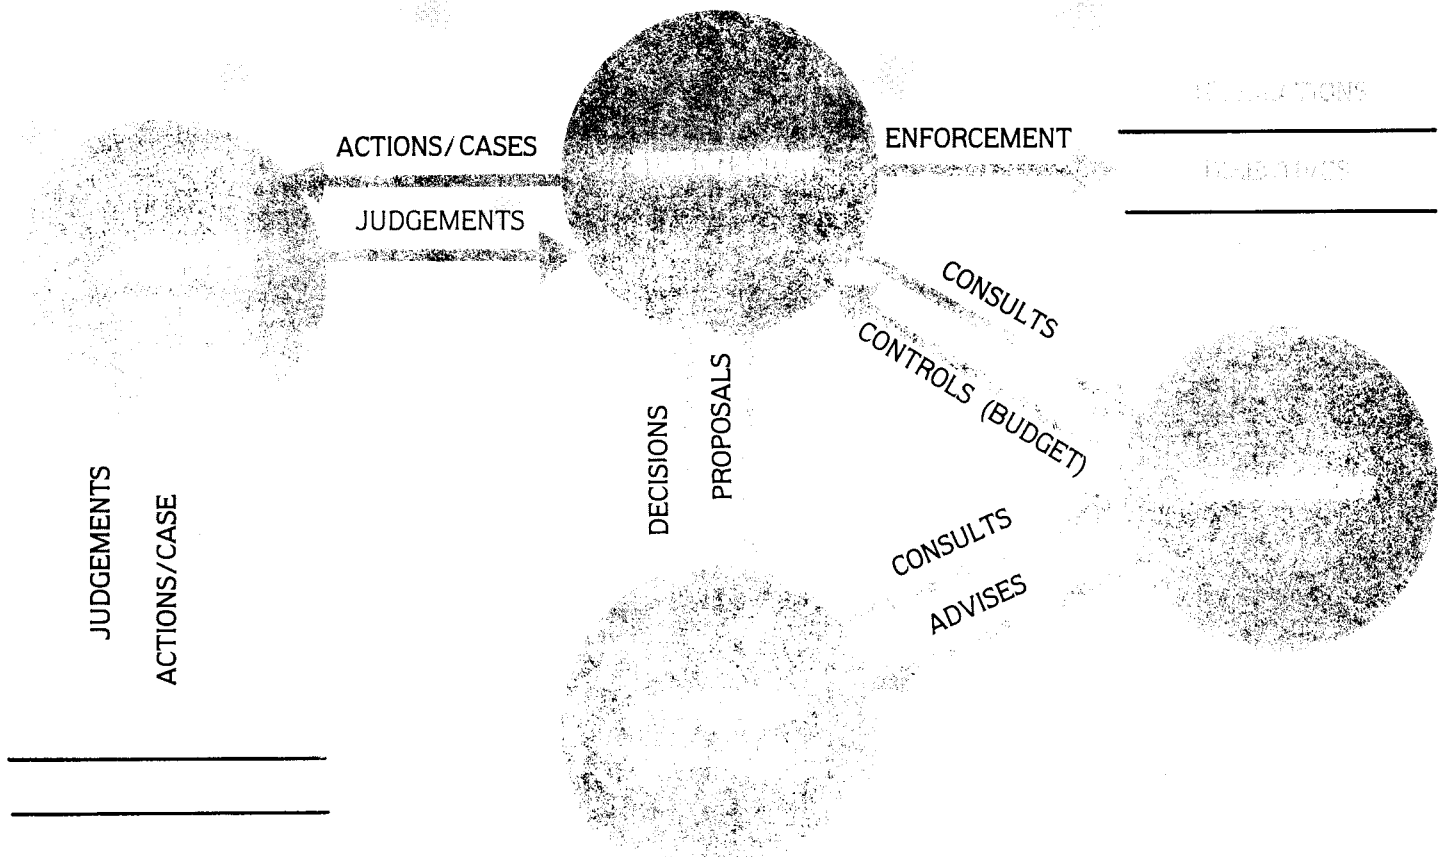 ACTIONS/CASES
JUDGEMENTS
ENFORCEMENT
CONSULTS
CONTROLS (BUDGET)
DECISIONS
PROPOSALS
CONSULTS
ADVISES
JUDGEMENTS
ACTIONS/CASE